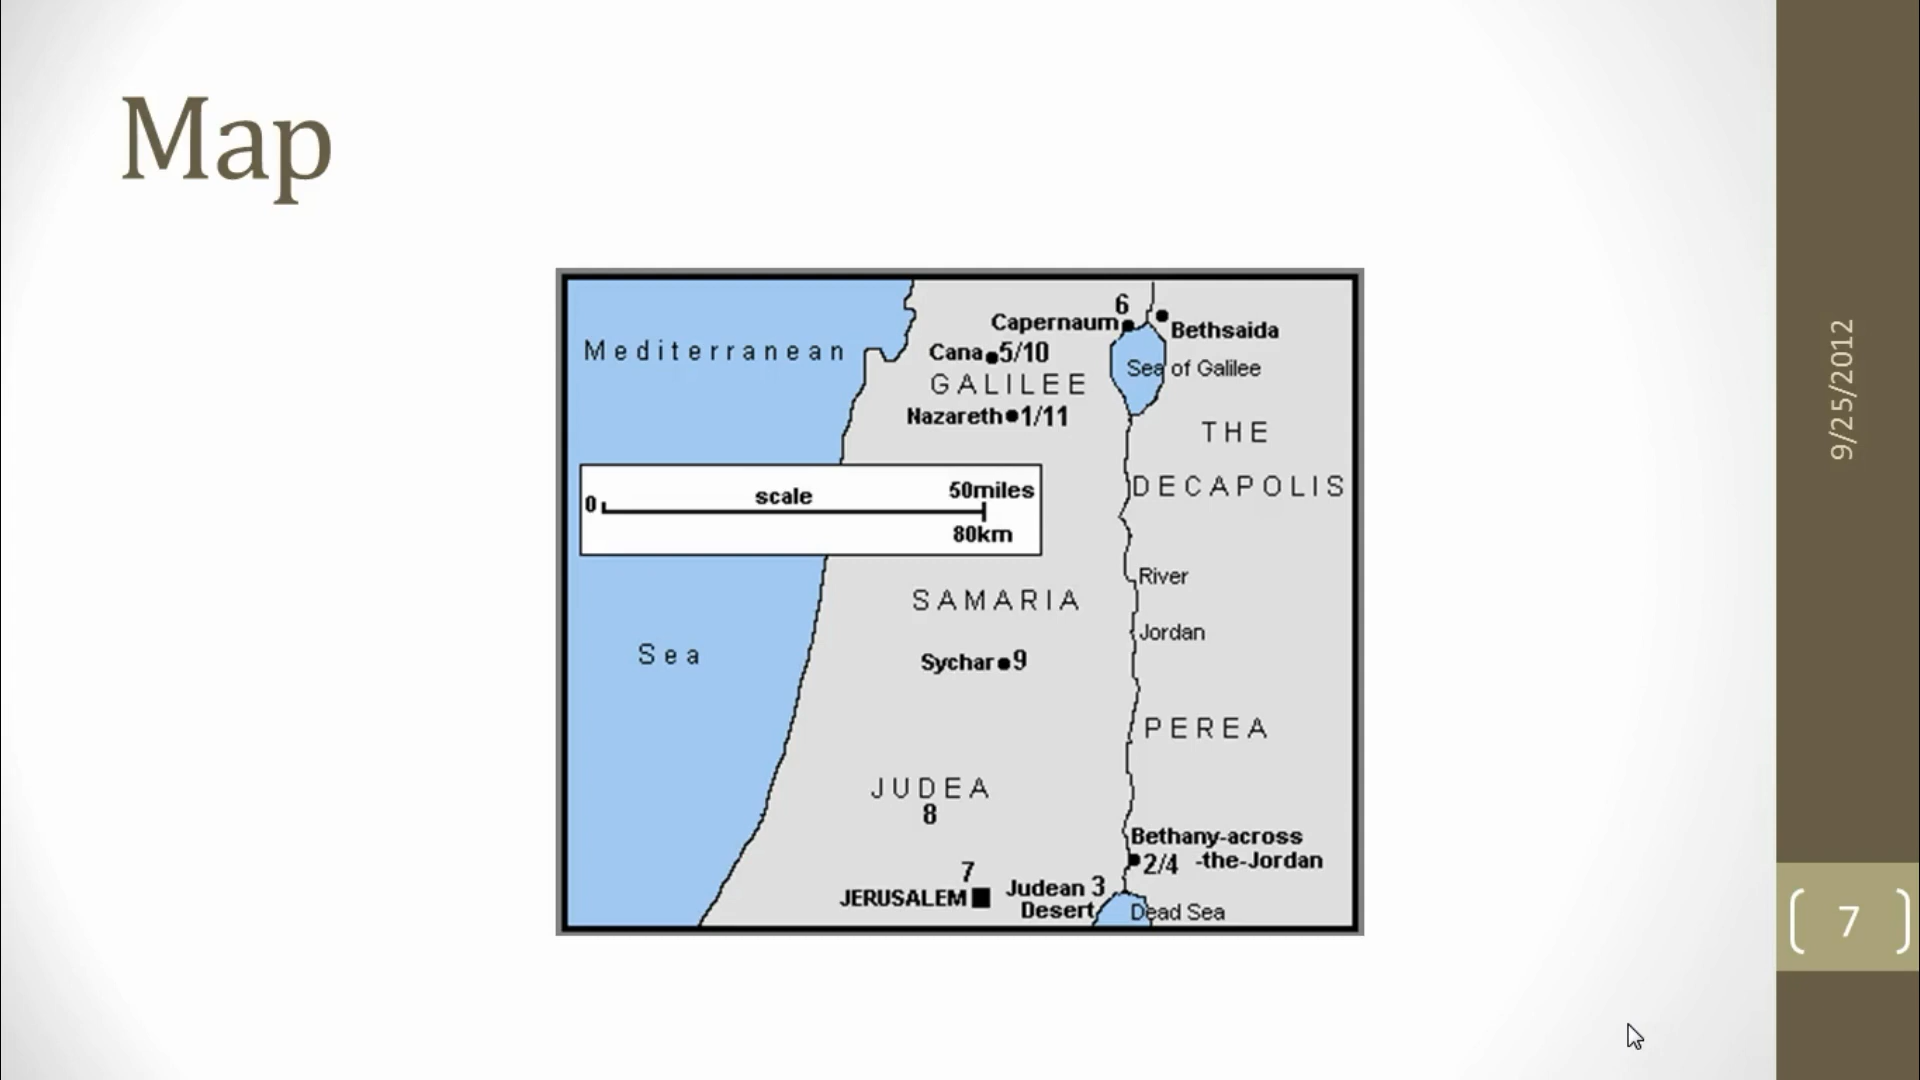 Map
6
Capernaum
Bethsaida
Mediterranean
Cana 5/10
Sea of Galilee
GALILEE
Nazareth 1/11
THE
DECAPOLIS
scale
50miles
0
80km
River
SAMARIA
Jordan
Sea
Sychar 9
PEREA
JUDEA
8
Bethany-across
2/4 -the-Jordan
7
JERUSALEM
Judean 3
Desert
Dead Sea
9/25/2012
7